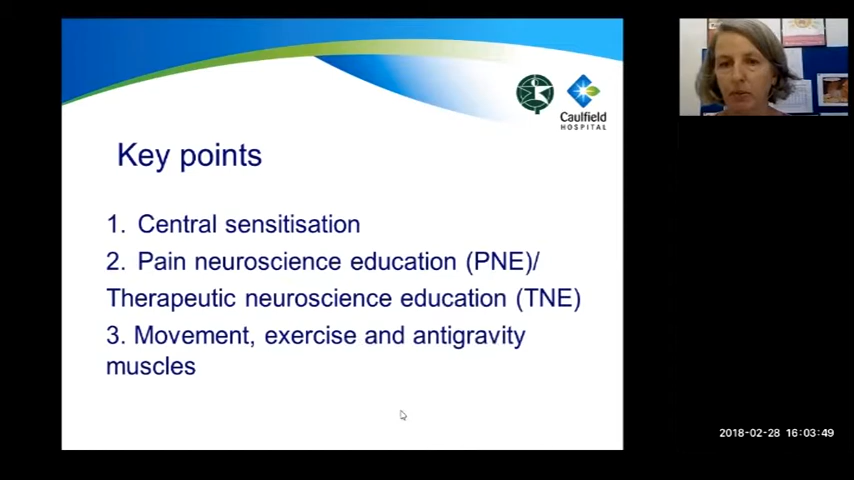 Caulfield
HOSPITAL
Key points
1. Central sensitisation
2. Pain neuroscience education (PNE)/
Therapeutic neuroscience education (TNE)
3. Movement, exercise and antigravity
muscles
2018-02-28 16:03:49